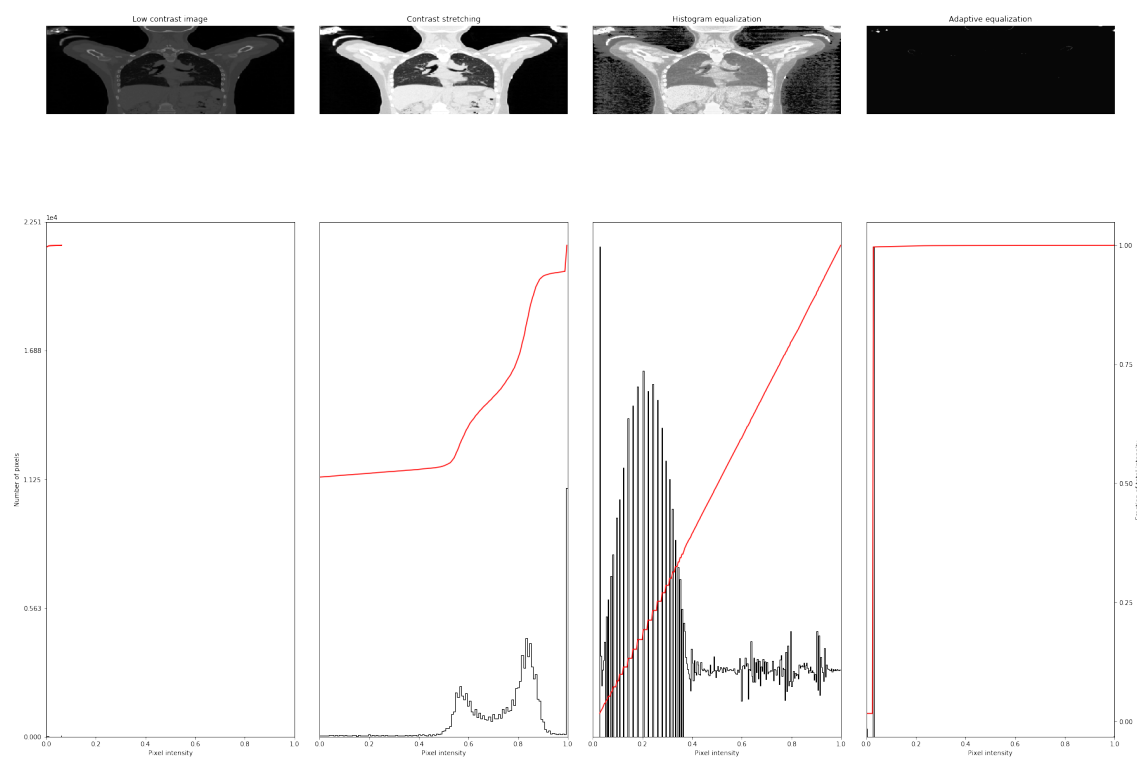 Low contrast image
Contrast stretching
Histogram equalization
Adaptive equalization
1e4
2.251
1.688
1.125
0.563
0.000
Number of pixels
1.00
0.75
0.50
0.25
0.00
0.0 0.2 0.4 0.6 0.8 1.0
0.0 0.2 0.4 0.6 0.8 1.0
0.0 0.2 0.4 0.6 0.8 1.0
0.0 0.2 0.4 0.6 0.8 1.0
Pixel intensity
Pixel intensity
Pixel intensity
Pixel intensity